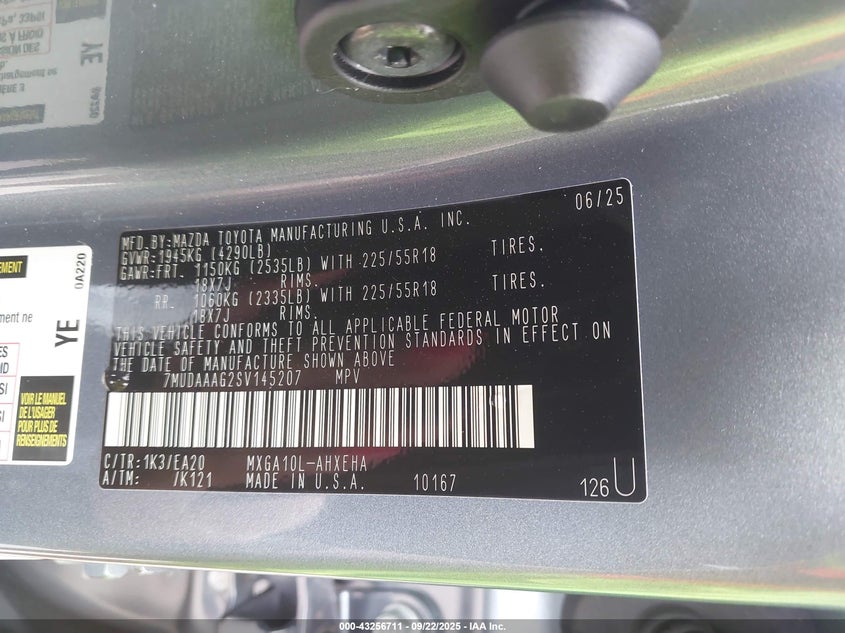 06/25
MFD.BY:MAZDA TOYOTA MANUFACTURING U.S.A. INC.
GVWR:1945KG (4290LB)
GAWR:FRT. 1150KG (2535LB) WITH 225/55R18 TIRES.
18X7J RIMS.
RR. 1060KG (2335LB) WITH 225/55R18 TIRES.
18X7J RIMS.
THIS VEHICLE CONFORMS TO ALL APPLICABLE FEDERAL MOTOR
VEHICLE SAFETY AND THEFT PREVENTION STANDARDS IN EFFECT ON
THE DATE OF MANUFACTURE SHOWN ABOVE
7MUDAAAG2SV145207 MPV
C/TR:1K3/EA20 MXGA10L-AHXEHA
A/TM: /K121 MADE IN U.S.A. 10167 126U
0A220
YE
ment ne
VOIR LE MANUEL
DE L'USAGER
POUR PLUS DE
RENSEIGNEMENTS
000-43256711 - 09/22/2025 - IAA Inc.